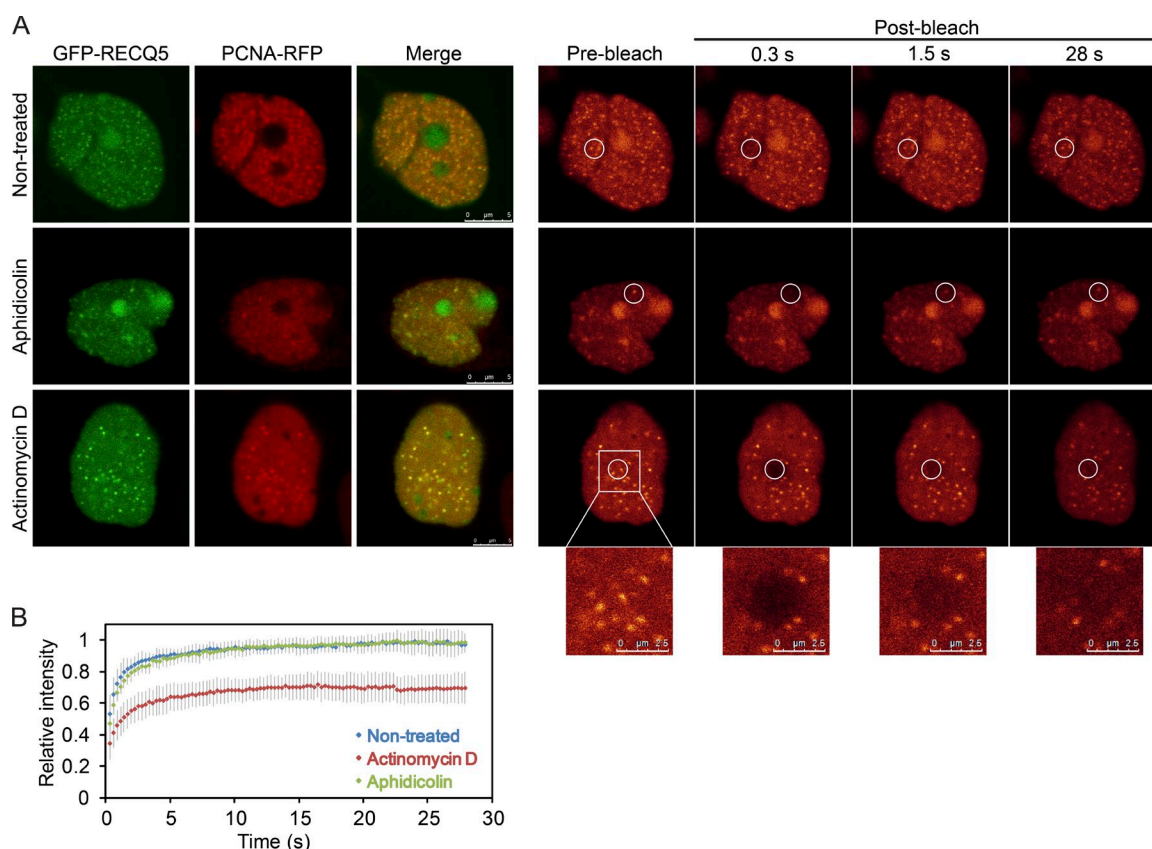 A
Post-bleach
GFP-RECQ5 PCNA-RFP Merge Pre-bleach 0.3 s 1.5 s 28 s
Non-treated
0 µm 5
Aphidicolin
0 µm 5
Actinomycin D
0 µm 5
0 µm 2.5 0 µm 2.5 0 µm 2.5 0 µm 2.5
B
Relative intensity
1
0.8
0.6
0.4
0.2
0
Non-treated
Actinomycin D
Aphidicolin
0 5 10 15 20 25 30
Time (s)